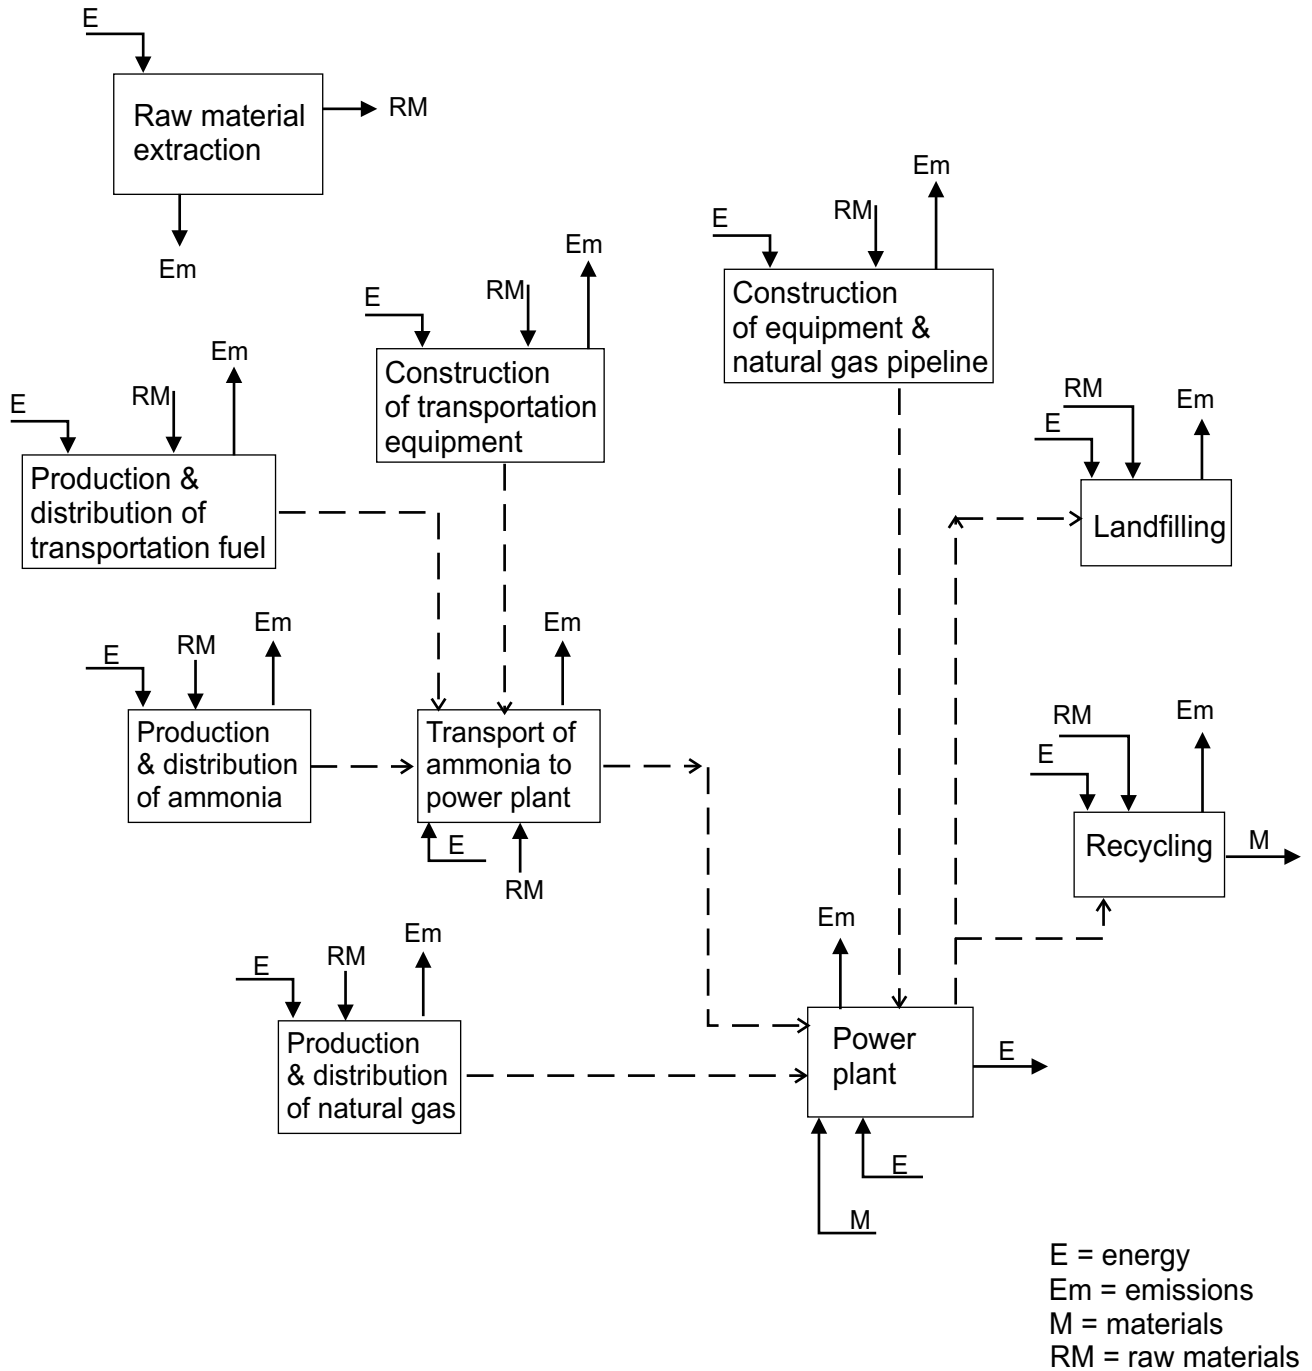 E
Raw material
extraction
RM
Em
Em
E
RM
Construction
of equipment &
natural gas pipeline
Em
E
RM
Construction
of transportation
equipment
Em
E
RM
Production &
distribution of
transportation fuel
RM
E
Em
Landfilling
Em
E
RM
Production
& distribution
of ammonia
Em
Transport of
ammonia to
power plant
E
RM
RM
E
Em
Recycling
M
Em
E
RM
Production
& distribution
of natural gas
Em
Power
plant
E
E
M
E = energy
Em = emissions
M = materials
RM = raw materials